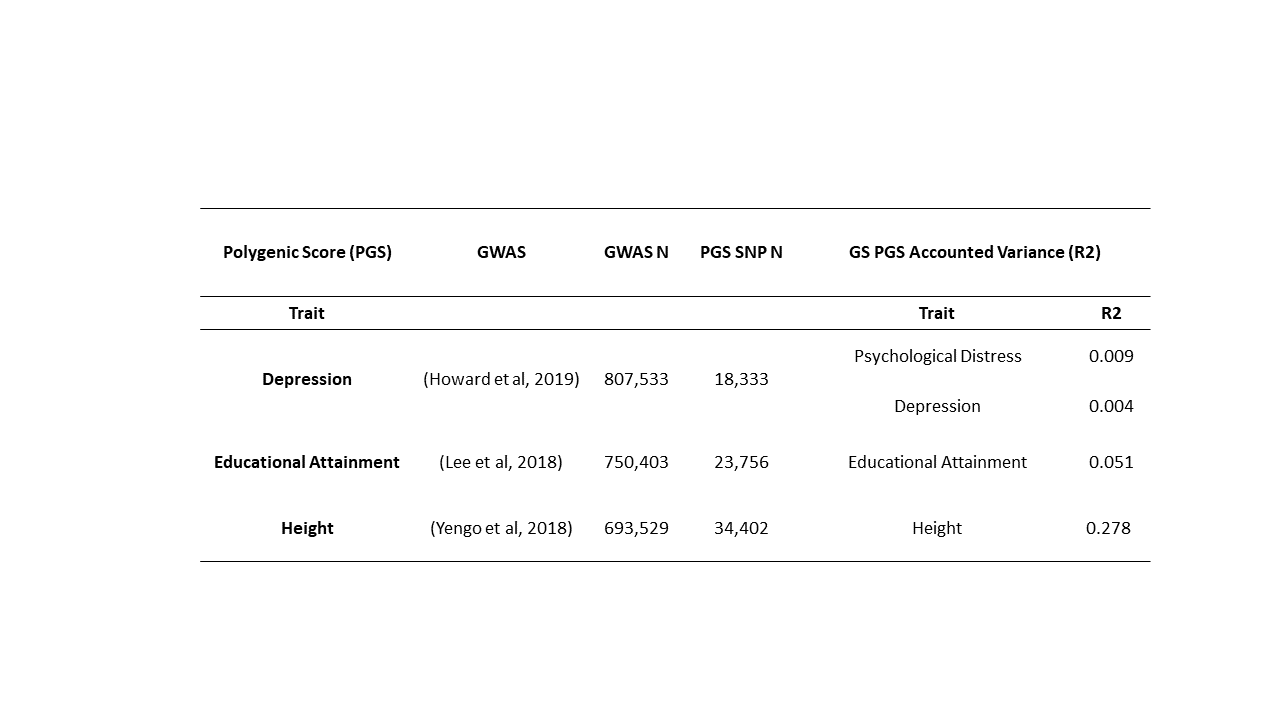 Polygenic Score (PGS) GWAS GWAS N PGS SNP N GS PGS Accounted Variance (R2)
Trait Trait R2
Psychological Distress 0.009
Depression (Howard et al, 2019) 807,533 18,333
Depression 0.004
Educational Attainment (Lee et al, 2018) 750,403 23,756 Educational Attainment 0.051
Height (Yengo et al, 2018) 693,529 34,402 Height 0.278